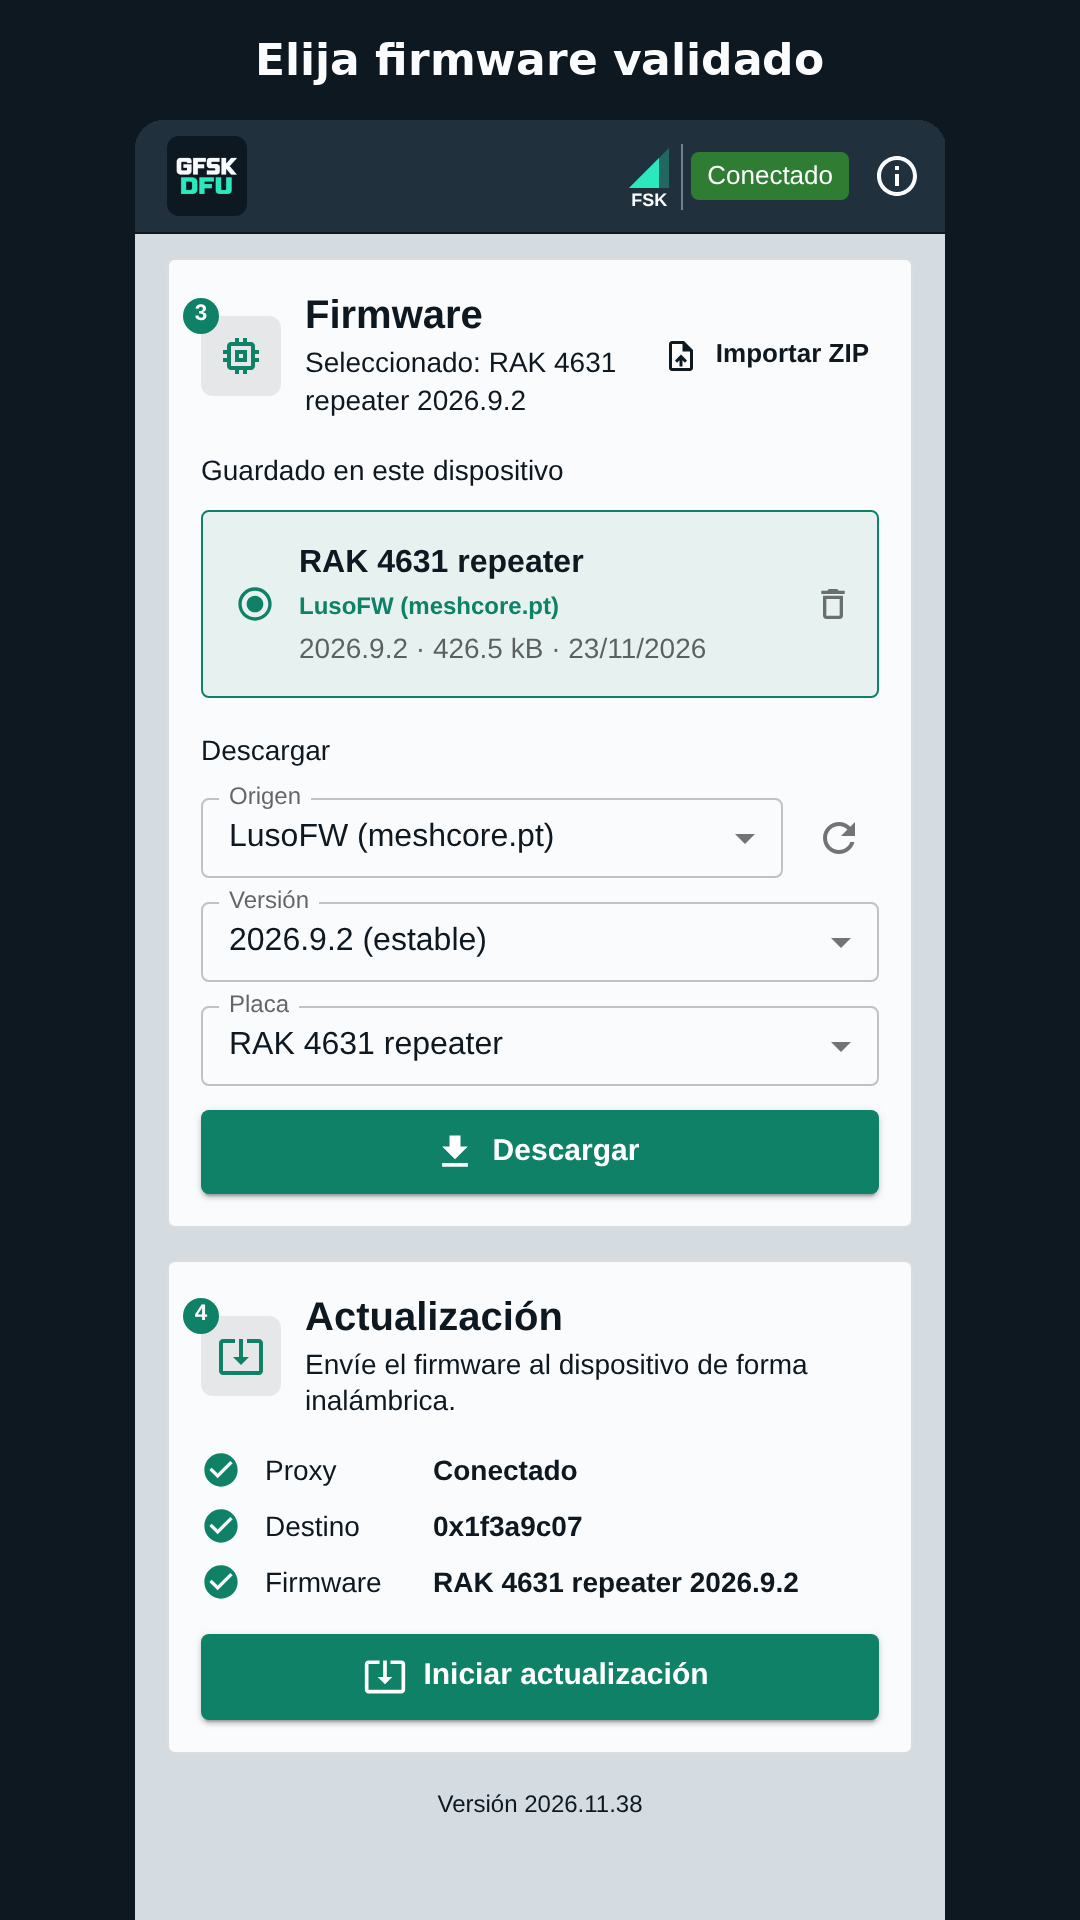 Elija firmware validado
GFSK
DFU
FSK
Conectado
3
Firmware
Seleccionado: RAK 4631
repeater 2026.9.2
Importar ZIP
Guardado en este dispositivo
RAK 4631 repeater
LusoFW (meshcore.pt)
2026.9.2 · 426.5 kB · 23/11/2026
Descargar
Origen
LusoFW (meshcore.pt)
Versión
2026.9.2 (estable)
Placa
RAK 4631 repeater
Descargar
4
Actualización
Envíe el firmware al dispositivo de forma
inalámbrica.
Proxy Conectado
Destino 0x1f3a9c07
Firmware RAK 4631 repeater 2026.9.2
Iniciar actualización
Versión 2026.11.38